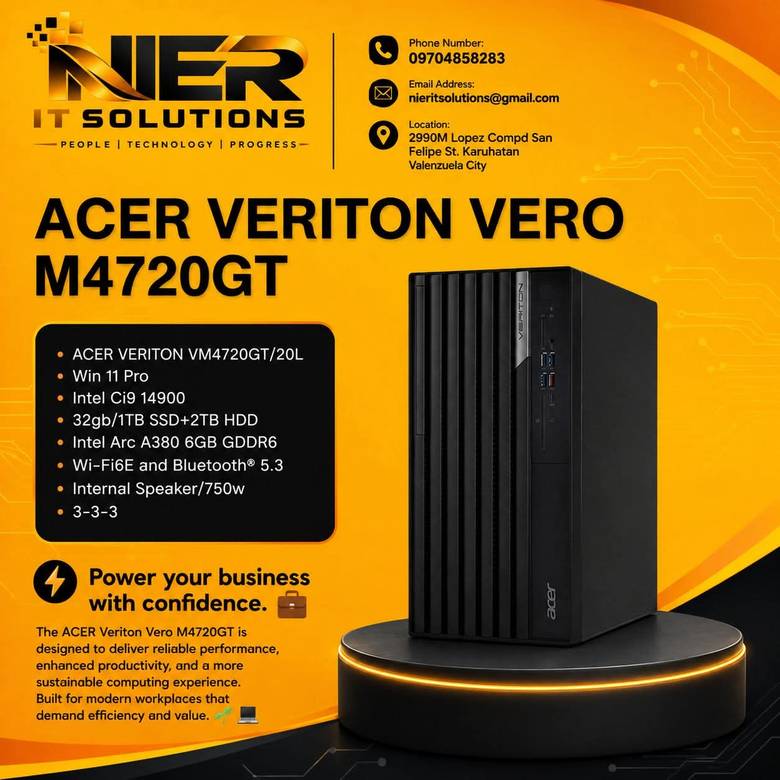 NIER
IT SOLUTIONS
PEOPLE | TECHNOLOGY | PROGRESS
Phone Number:
09704858283
Email Address:
nieritsolutions@gmail.com
Location:
2990M Lopez Compd San
Felipe St. Karuhatan
Valenzuela City
ACER VERITON VERO
M4720GT
• ACER VERITON VM4720GT/20L
• Win 11 Pro
• Intel Ci9 14900
• 32gb/1TB SSD+2TB HDD
• Intel Arc A380 6GB GDDR6
• Wi-Fi6E and Bluetooth® 5.3
• Internal Speaker/750w
• 3-3-3
VERITON
acer
Power your business
with confidence. 💼
The ACER Veriton Vero M4720GT is
designed to deliver reliable performance,
enhanced productivity, and a more
sustainable computing experience.
Built for modern workplaces that
demand efficiency and value. 🌱 💻